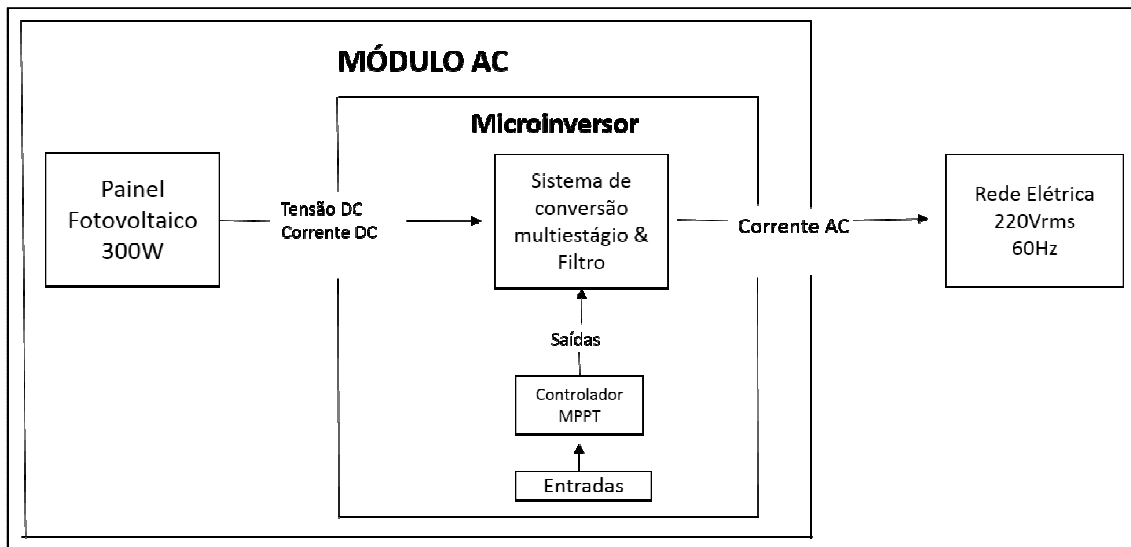 MÓDULO AC
Microinversor
Painel
Fotovoltaico
300W
Tensão DC
Corrente DC
Sistema de
conversão
multiestágio &
Filtro
Corrente AC
Rede Elétrica
220Vrms
60Hz
Saídas
Controlador
MPPT
Entradas